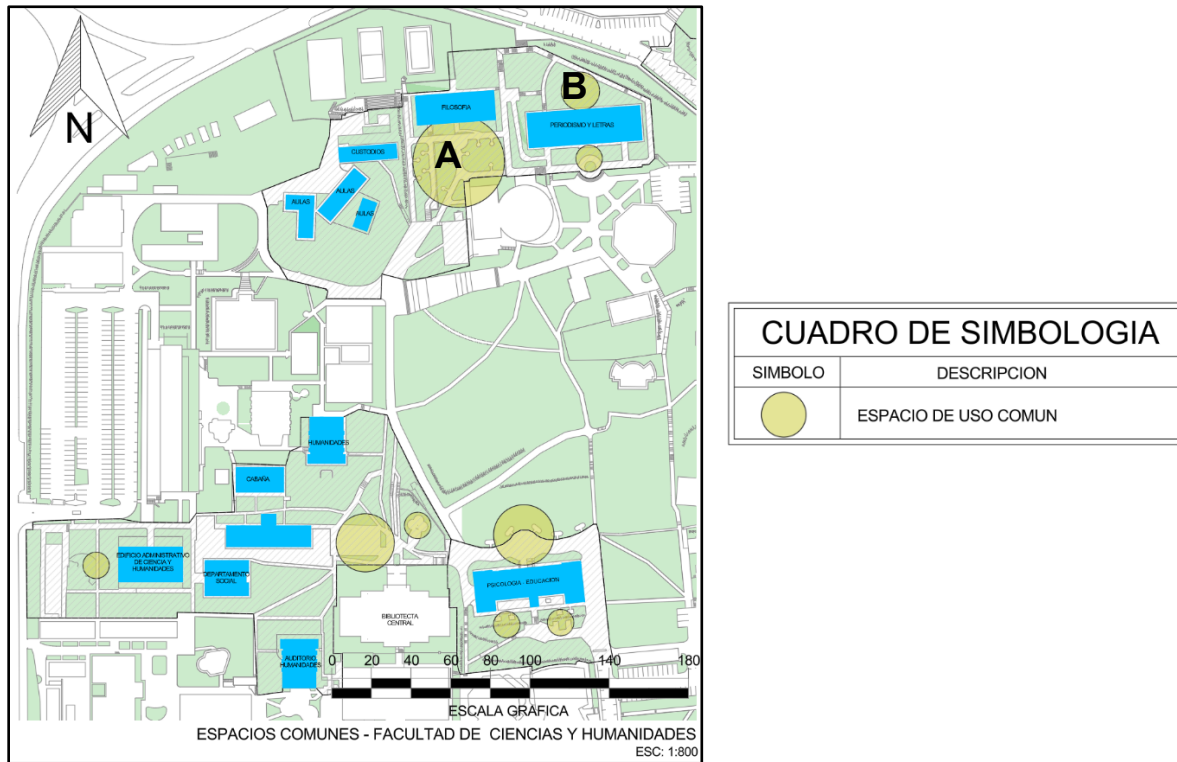 N
B
FILOSOFIA
PERIODISMO Y LETRAS
A
CUSTODIOS
AULAS
AULAS
AULAS
HUMANIDADES
CABAÑA
EDIFICIO ADMINISTRATIVO
DE CIENCIA Y
HUMANIDADES
DEPARTAMENTO
SOCIAL
PSICOLOGIA - EDUCACION
BIBLIOTECTA
CENTRAL
AUDITORIO
HUMANIDADES
0 20 40 60 80 100 140 180
ESCALA GRAFICA
ESPACIOS COMUNES - FACULTAD DE CIENCIAS Y HUMANIDADES
ESC: 1:800
CUADRO DE SIMBOLOGIA
SIMBOLO DESCRIPCION
ESPACIO DE USO COMUN